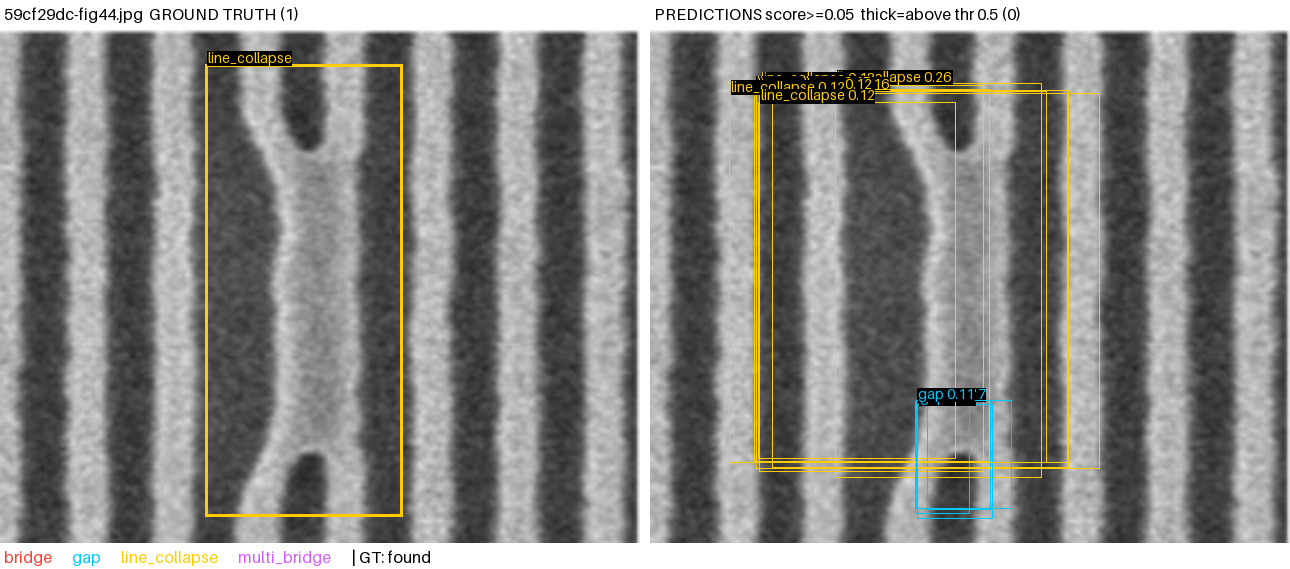 59cf29dc-fig44.jpg  GROUND TRUTH (1)
PREDICTIONS score>=0.05  thick=above thr 0.5 (0)
line_collapse
collapse 0.26
line_collapse 0.12
line_collapse 0.12
gap 0.11
bridge gap line_collapse multi_bridge | GT: found